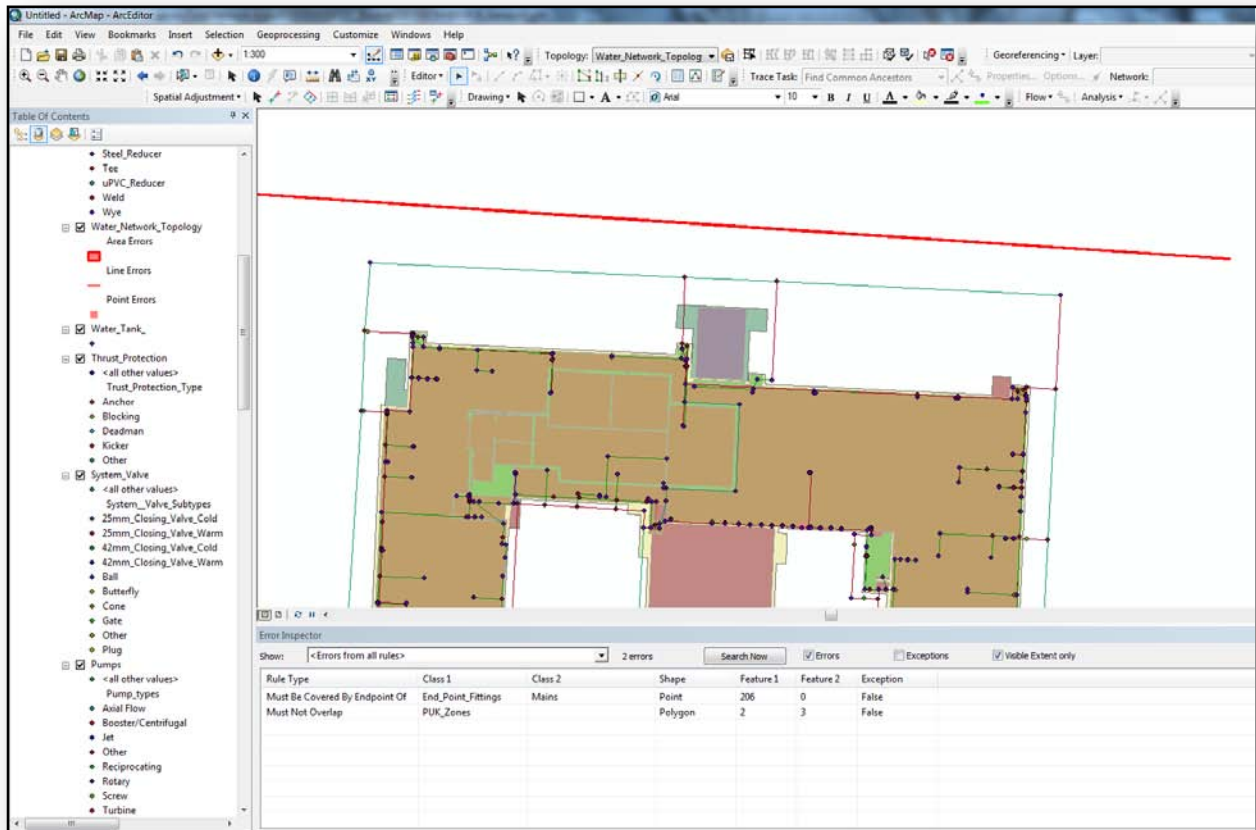 Untitled - ArcMap - ArcEditor
File Edit View Bookmarks Insert Selection Geoprocessing Customize Windows Help
1:300 Topology: Water_Network_Topolog Georeferencing Layer:
Editor Trace Task: Find Common Ancestors Properties... Options... Network:
Spatial Adjustment Drawing A Arial 10 B I U A Flow Analysis
Table Of Contents
Steel_Reducer
Tee
uPVC_Reducer
Weld
Wye
Water_Network_Topology
Area Errors
Line Errors
Point Errors
Water_Tank_
Thrust_Protection
<all other values>
Trust_Protection_Type
Anchor
Blocking
Deadman
Kicker
Other
System_Valve
<all other values>
System__Valve_Subtypes
25mm_Closing_Valve_Cold
25mm_Closing_Valve_Warm
42mm_Closing_Valve_Cold
42mm_Closing_Valve_Warm
Ball
Butterfly
Cone
Gate
Other
Plug
Pumps
<all other values>
Pump_types
Axial Flow
Booster/Centrifugal
Jet
Other
Reciprocating
Rotary
Screw
Turbine
Error Inspector
Show: <Errors from all rules> 2 errors Search Now Errors Exceptions Visible Extent only
Rule Type Class 1 Class 2 Shape Feature 1 Feature 2 Exception
Must Be Covered By Endpoint Of End_Point_Fittings Mains Point 206 0 False
Must Not Overlap PUK_Zones Polygon 2 3 False